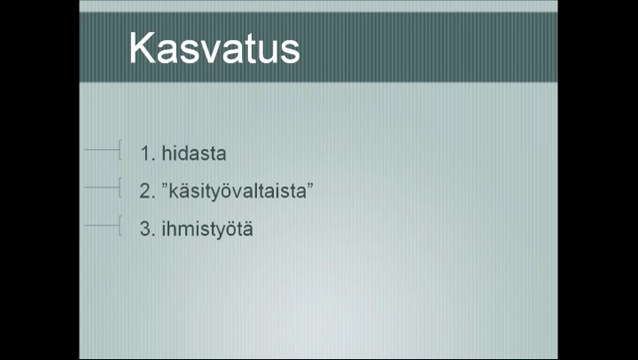 Kasvatus
1. hidasta
2. ”käsityövaltaista”
3. ihmistyötä